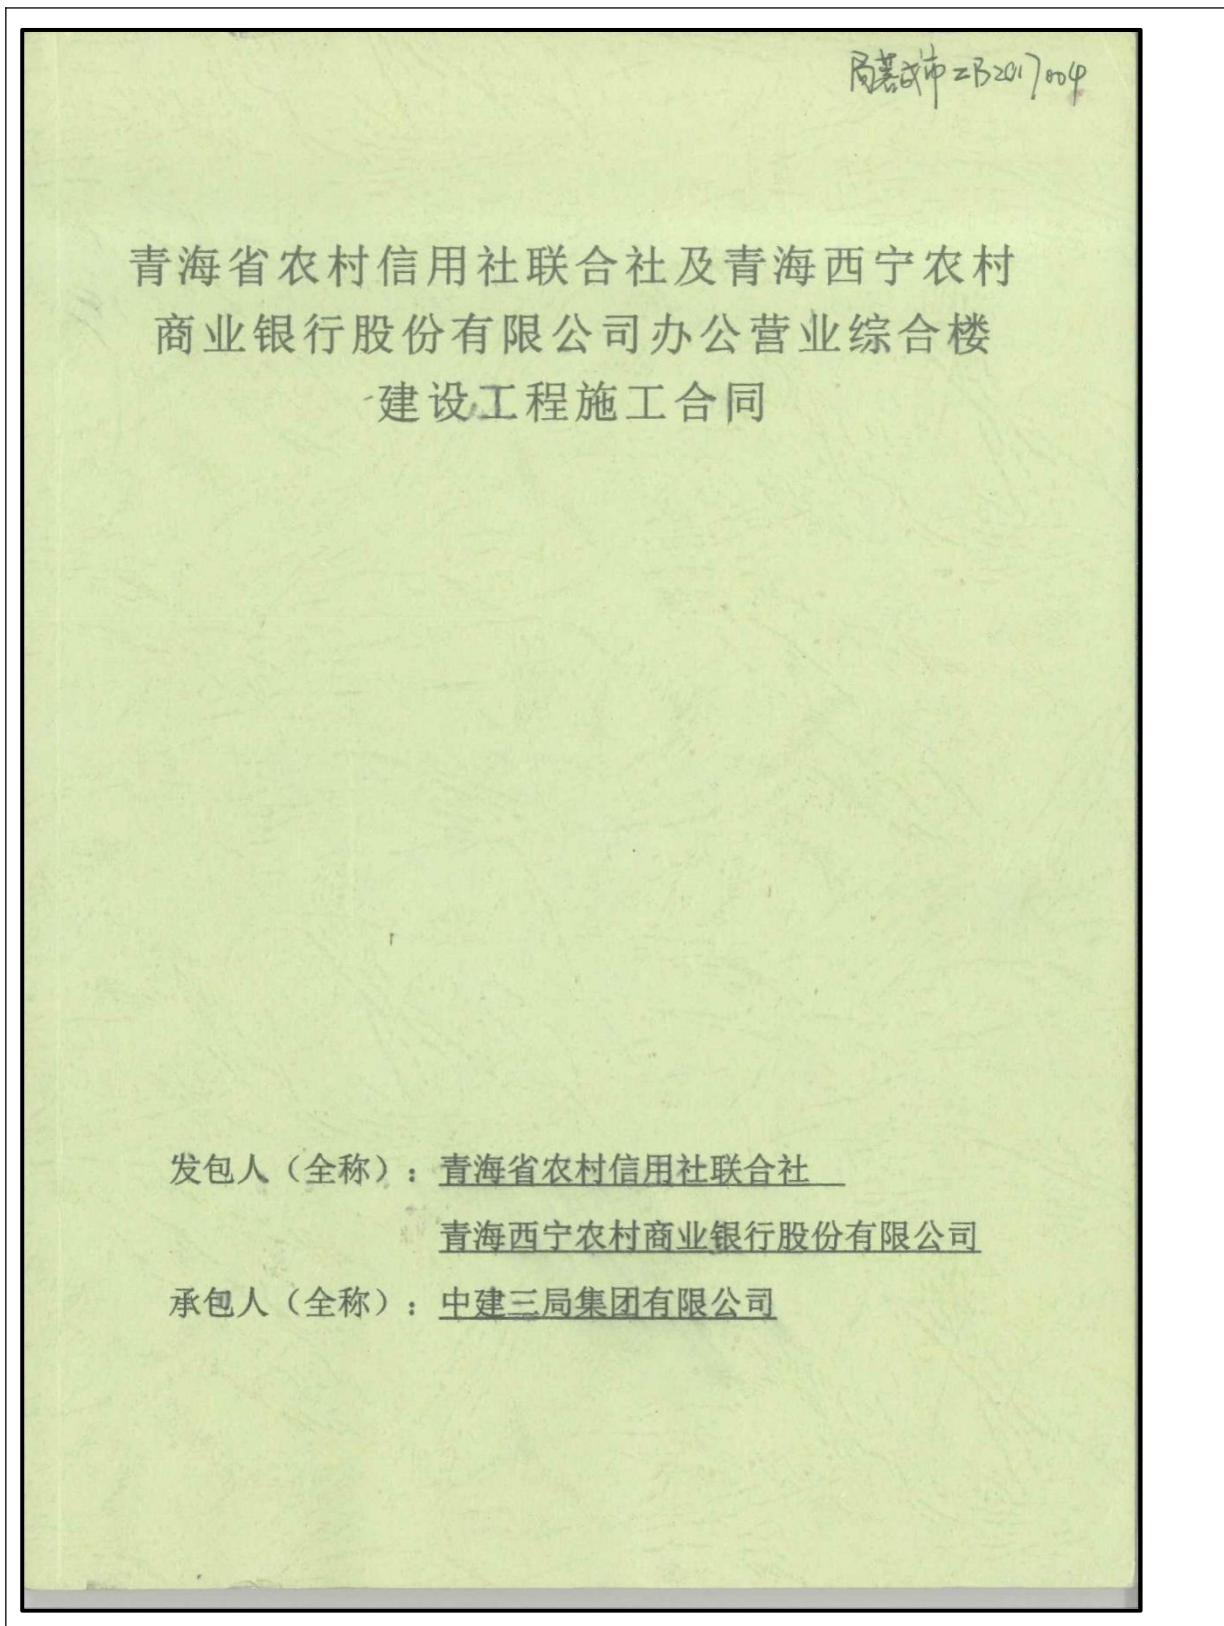 青海省农村信用社联合社及青海西宁农村
商业银行股份有限公司办公营业综合楼
建设工程施工合同
发包人（全称）：青海省农村信用社联合社
青海西宁农村商业银行股份有限公司
承包人（全称）：中建三局集团有限公司